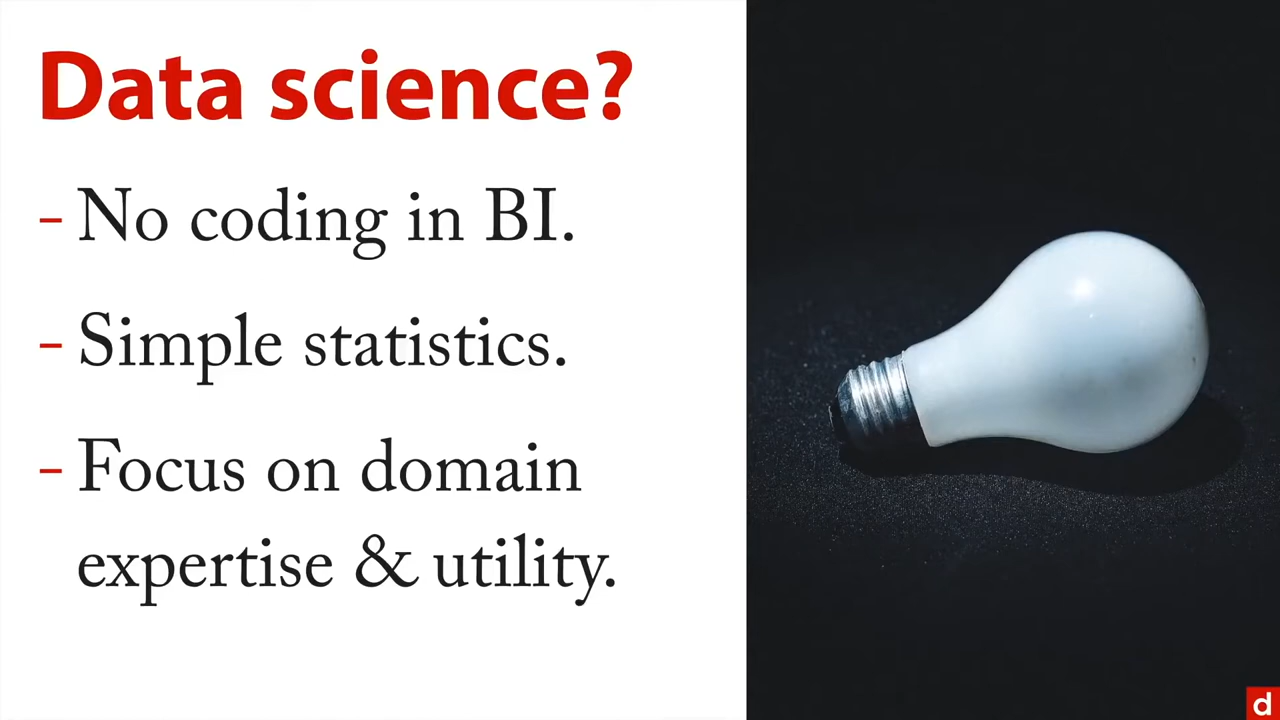 Data science?
- No coding in BI.
- Simple statistics.
- Focus on domain
expertise & utility.
d